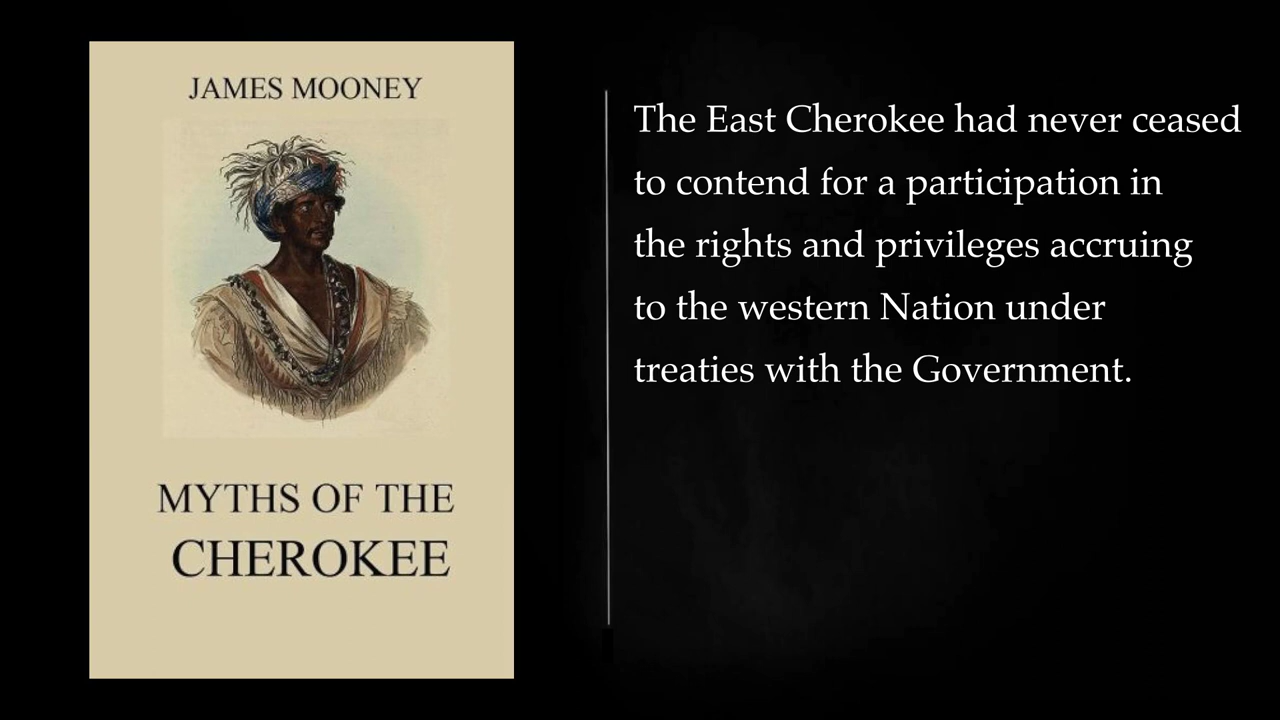 JAMES MOONEY
MYTHS OF THE
CHEROKEE
The East Cherokee had never ceased
to contend for a participation in
the rights and privileges accruing
to the western Nation under
treaties with the Government.